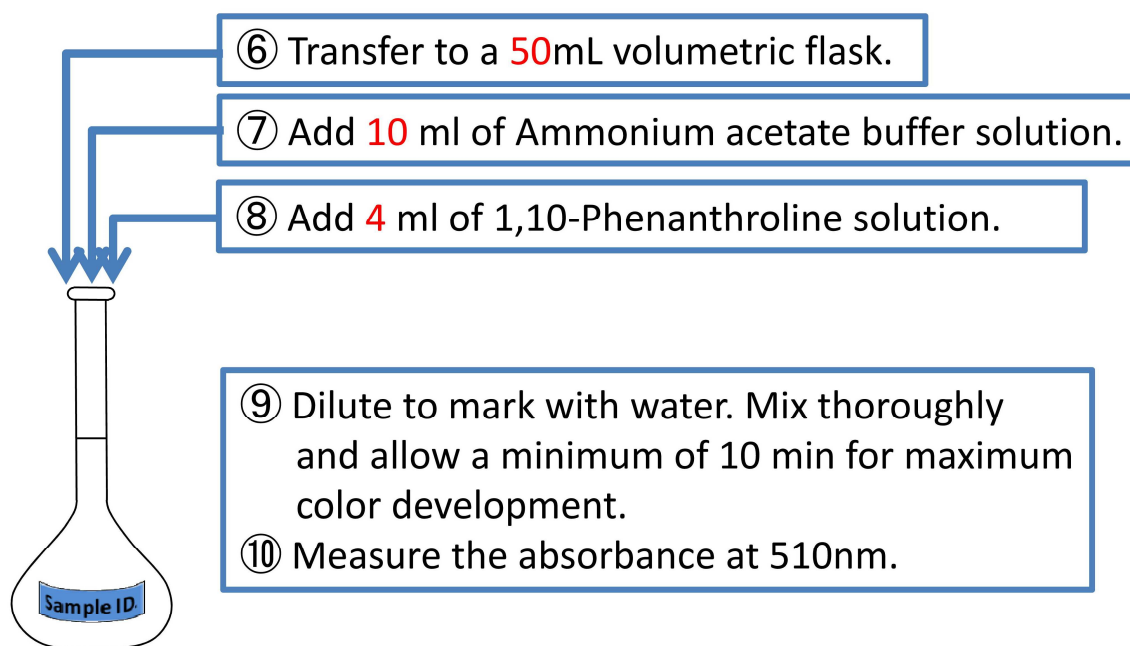 ⑥ Transfer to a 50mL volumetric flask.
⑦ Add 10 ml of Ammonium acetate buffer solution.
⑧ Add 4 ml of 1,10-Phenanthroline solution.
⑨ Dilute to mark with water. Mix thoroughly
and allow a minimum of 10 min for maximum
color development.
⑩ Measure the absorbance at 510nm.
Sample ID.